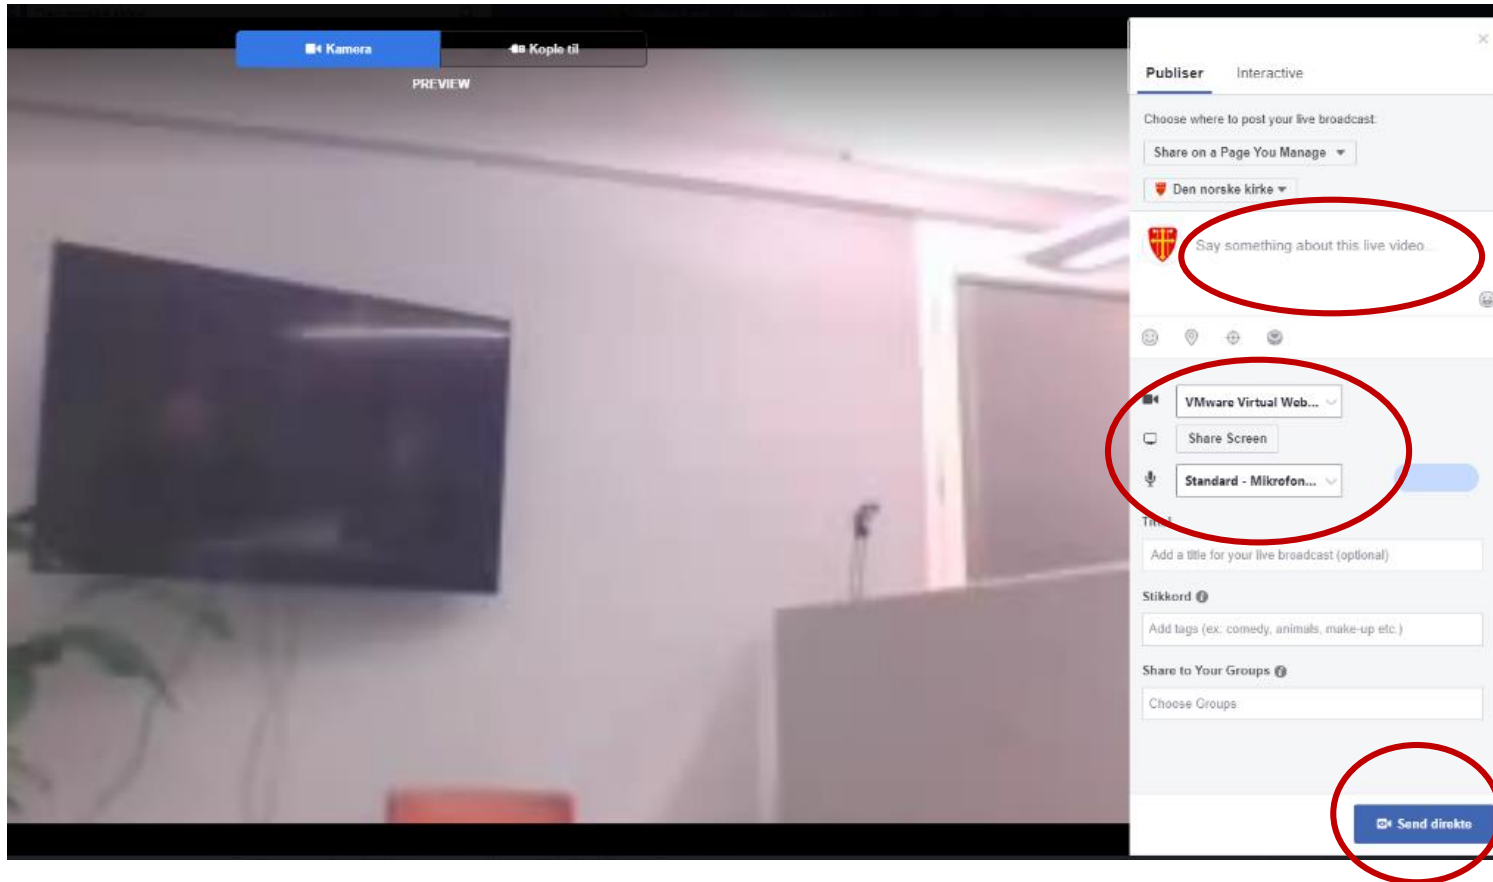 Kamera
Kople til
PREVIEW
Publiser Interactive
Choose where to post your live broadcast:
Share on a Page You Manage
Den norske kirke
Say something about this live video...
VMware Virtual Web...
Share Screen
Standard - Mikrofon...
Tittel
Add a title for your live broadcast (optional)
Stikkord
Add tags (ex: comedy, animals, make-up etc.)
Share to Your Groups
Choose Groups
Send direkte